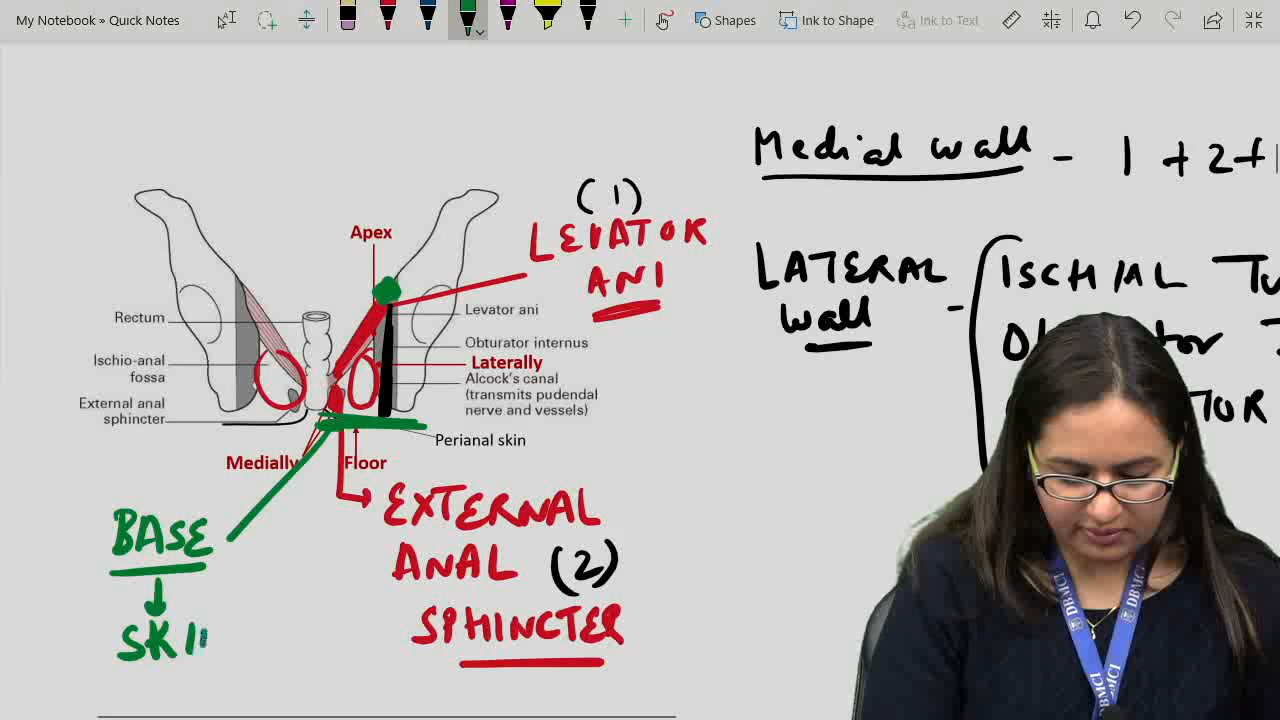 My Notebook » Quick Notes
Shapes
Ink to Shape
Ink to Text
Medial wall - 1 + 2 +
(1)
LEVATOR
ANI
Apex
LATERAL
wall -
ISCHIAL
Rectum
Levator ani
Obturator internus
Ischio-anal
fossa
Laterally
Alcock's canal
(transmits pudendal
nerve and vessels)
External anal
sphincter
Perianal skin
Medially
Floor
EXTERNAL
ANAL (2)
SPHINCTER
BASE
SKI
DBMCI
DBMCI